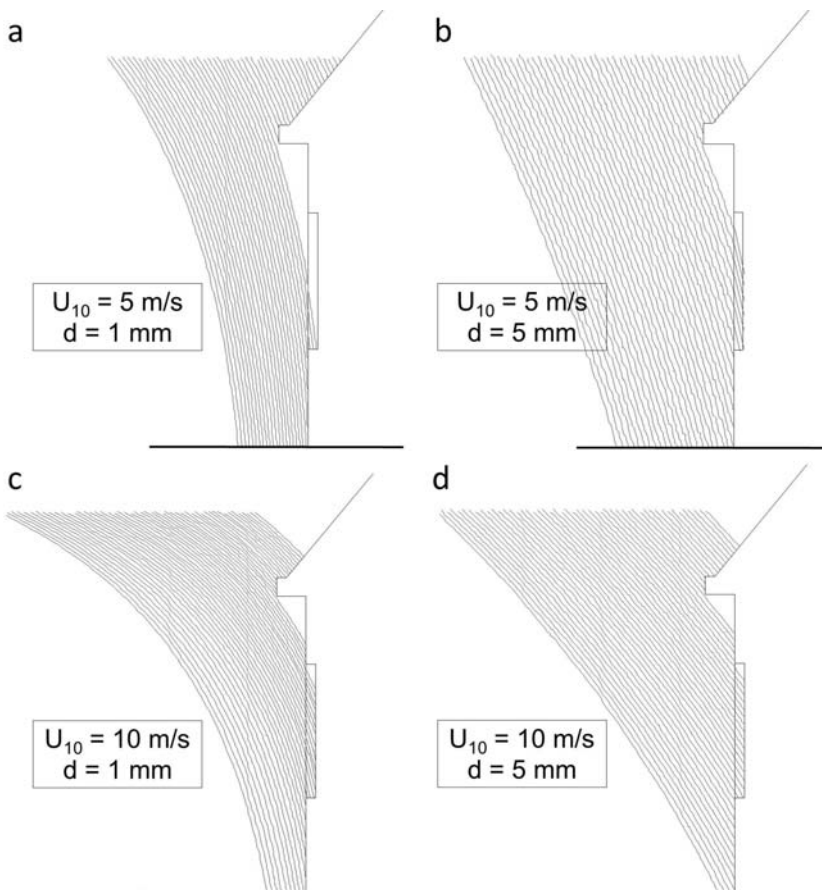 a
b
U₁₀ = 5 m/s
d = 1 mm
U₁₀ = 5 m/s
d = 5 mm
c
d
U₁₀ = 10 m/s
d = 1 mm
U₁₀ = 10 m/s
d = 5 mm